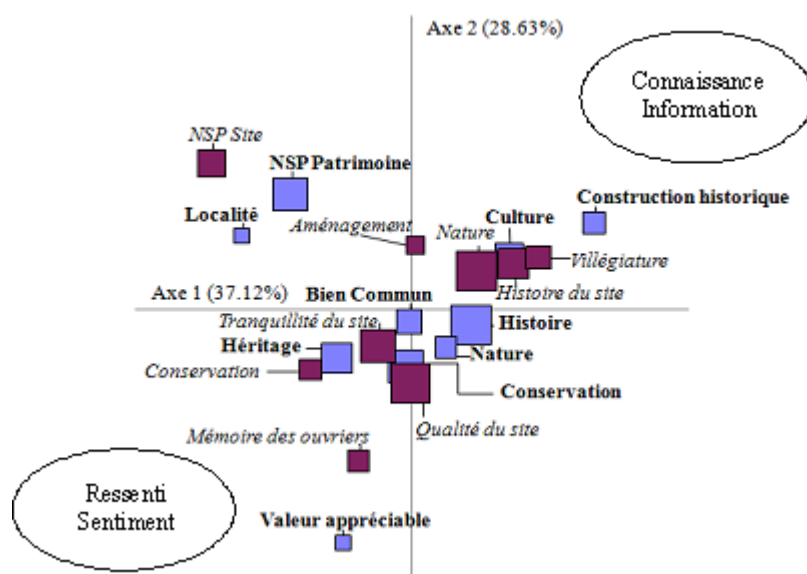 Axe 2 (28.63%)
Connaissance
Information
NSP Site
NSP Patrimoine
Construction historique
Localité
Culture
Aménagement
Nature
Villégiature
Axe 1 (37.12%)
Bien Commun
Histoire du site
Tranquillité du site
Histoire
Héritage
Nature
Conservation
Conservation
Qualité du site
Mémoire des ouvriers
Ressenti
Sentiment
Valeur appréciable